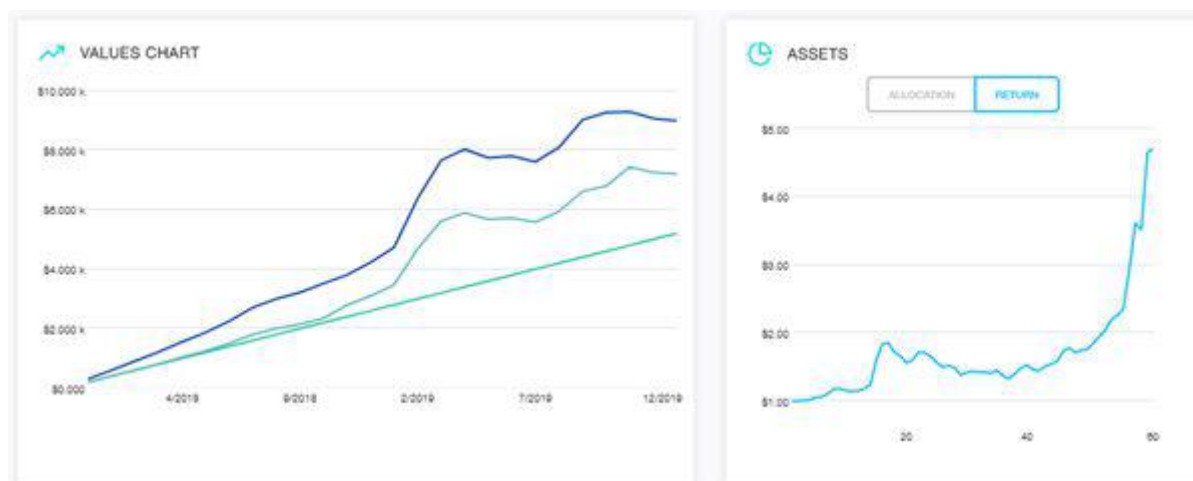 VALUES CHART
$10.000 k
$8.000 k
$6.000 k
$4.000 k
$2.000 k
$0.000
4/2018
9/2018
2/2019
7/2019
12/2019
ASSETS
ALLOCATION
RETURN
$5.00
$4.00
$3.00
$2.00
$1.00
20
40
60